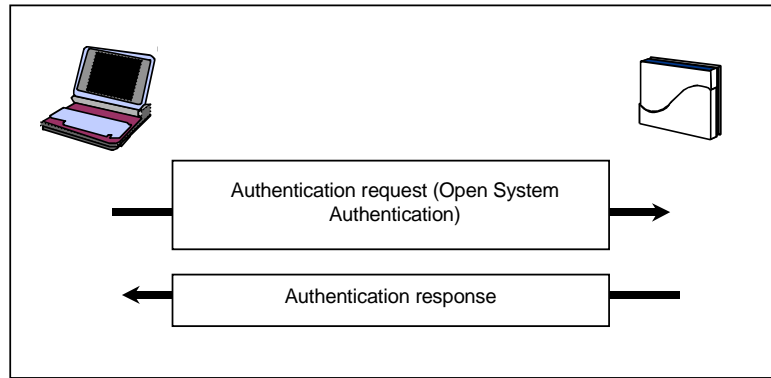 Authentication request (Open System
Authentication)
Authentication response